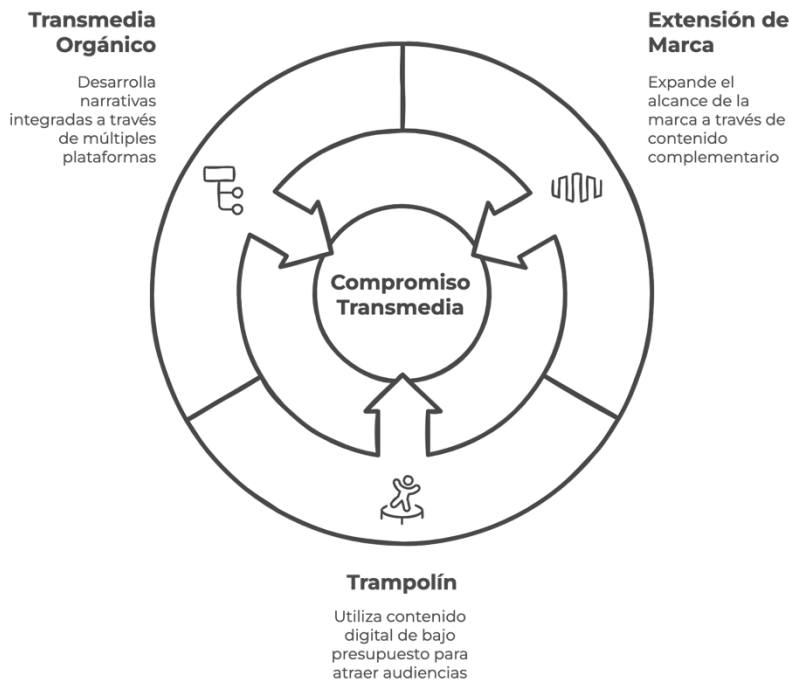 Transmedia
Orgánico
Desarrolla
narrativas
integradas a través
de múltiples
plataformas
Extensión de
Marca
Expande el
alcance de la
marca a través de
contenido
complementario
Compromiso
Transmedia
Trampolín
Utiliza contenido
digital de bajo
presupuesto para
atraer audiencias